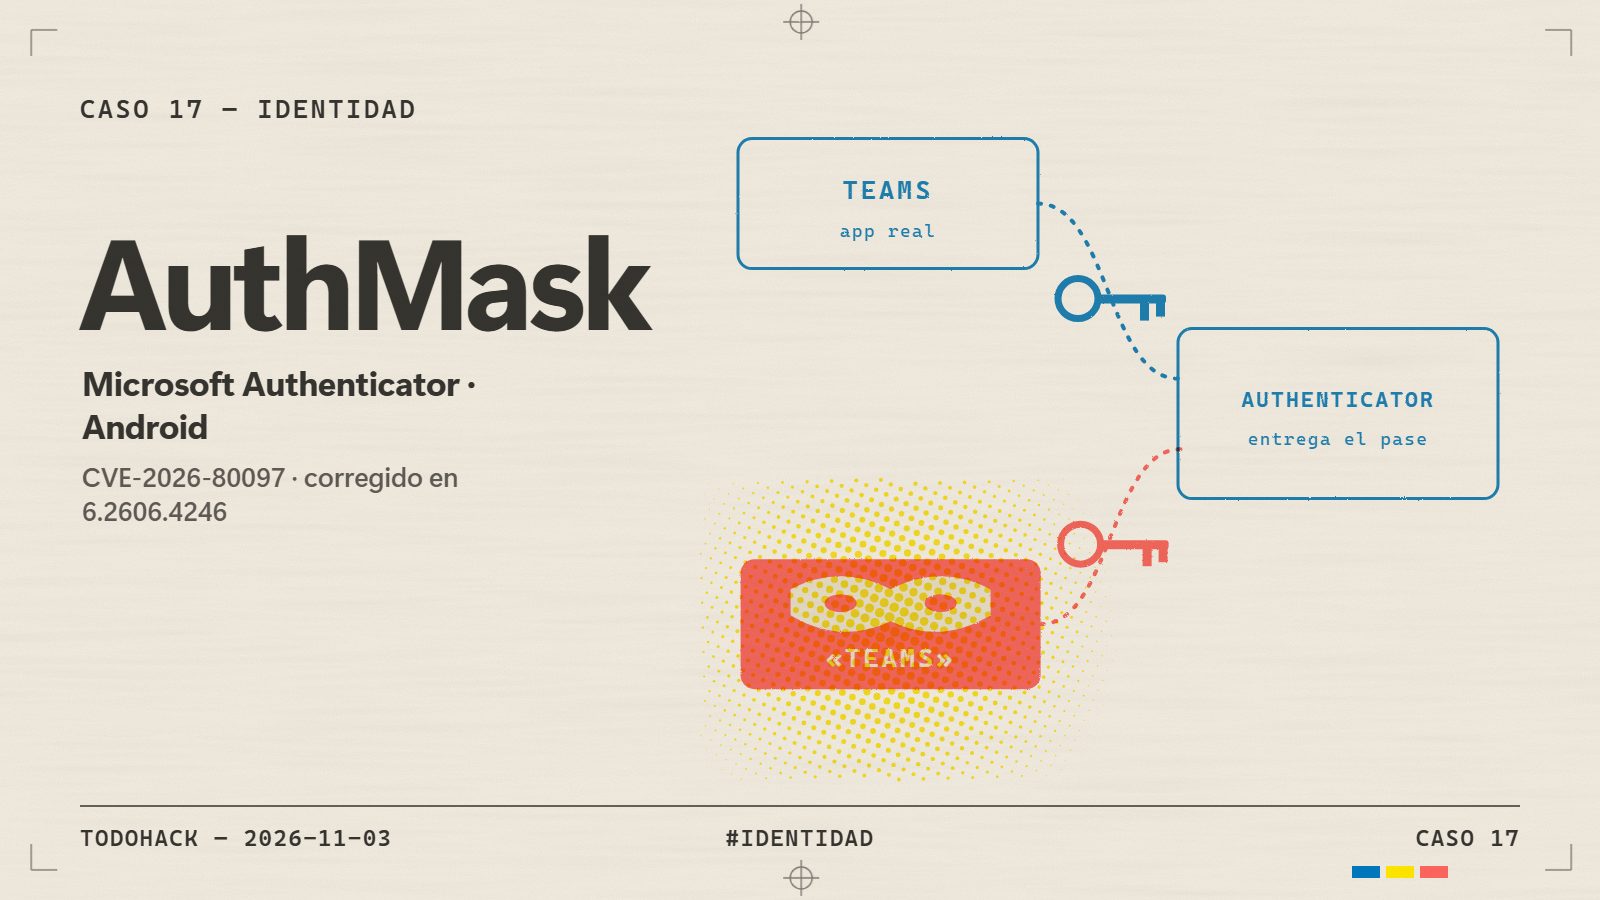 CASO 17 — IDENTIDAD
AuthMask
Microsoft Authenticator ·
Android
CVE-2026-80097 · corregido en
6.2606.4246
TEAMS
app real
AUTHENTICATOR
entrega el pase
«TEAMS»
TODOHACK — 2026-11-03
#IDENTIDAD
CASO 17